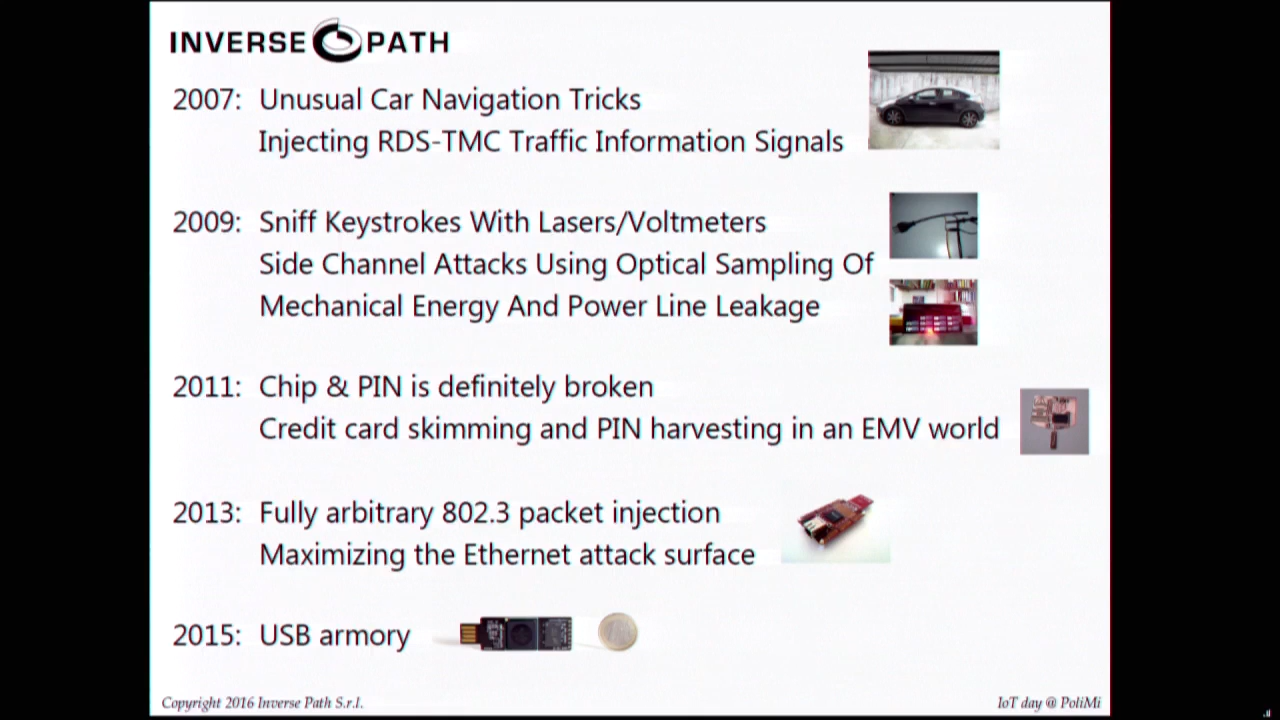 INVERSE PATH
2007: Unusual Car Navigation Tricks
Injecting RDS-TMC Traffic Information Signals
2009: Sniff Keystrokes With Lasers/Voltmeters
Side Channel Attacks Using Optical Sampling Of
Mechanical Energy And Power Line Leakage
2011: Chip & PIN is definitely broken
Credit card skimming and PIN harvesting in an EMV world
2013: Fully arbitrary 802.3 packet injection
Maximizing the Ethernet attack surface
2015: USB armory
Copyright 2016 Inverse Path S.r.l.
IoT day @ PoliMi